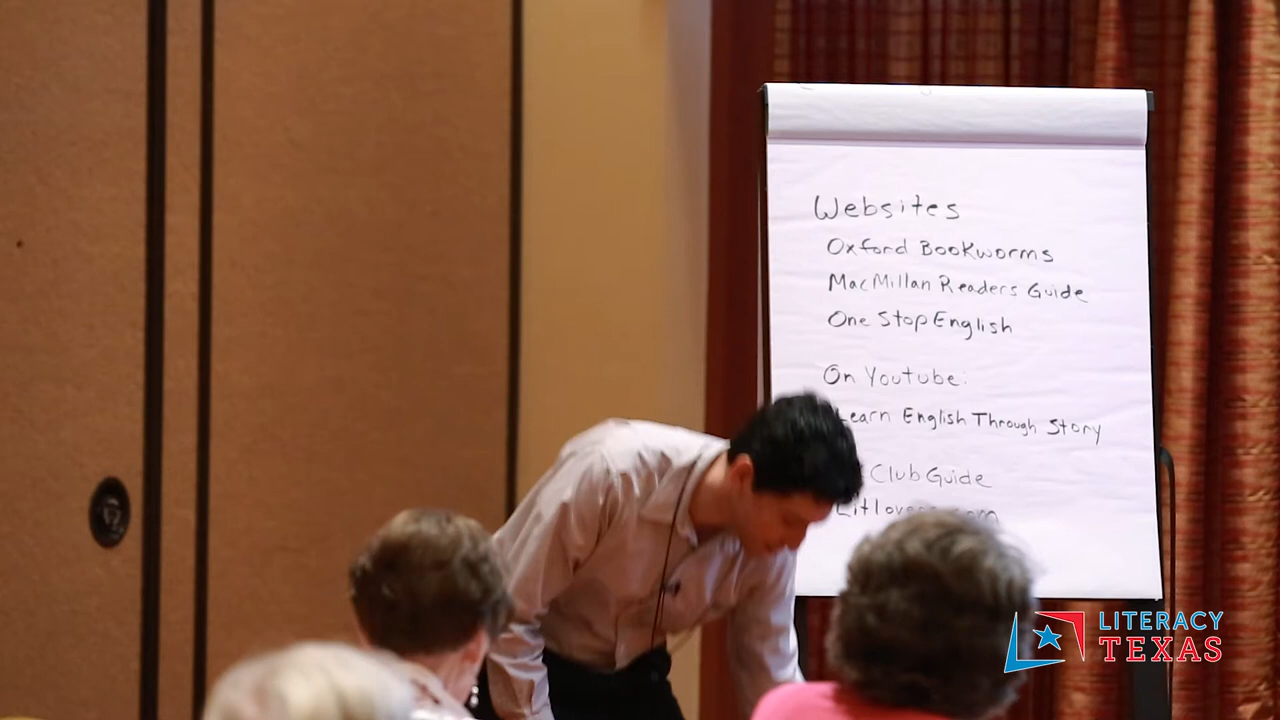 Websites
Oxford Bookworms
MacMillan Readers Guide
One Stop English
On Youtube:
Learn English Through Story
Club Guide
LITERACY
TEXAS